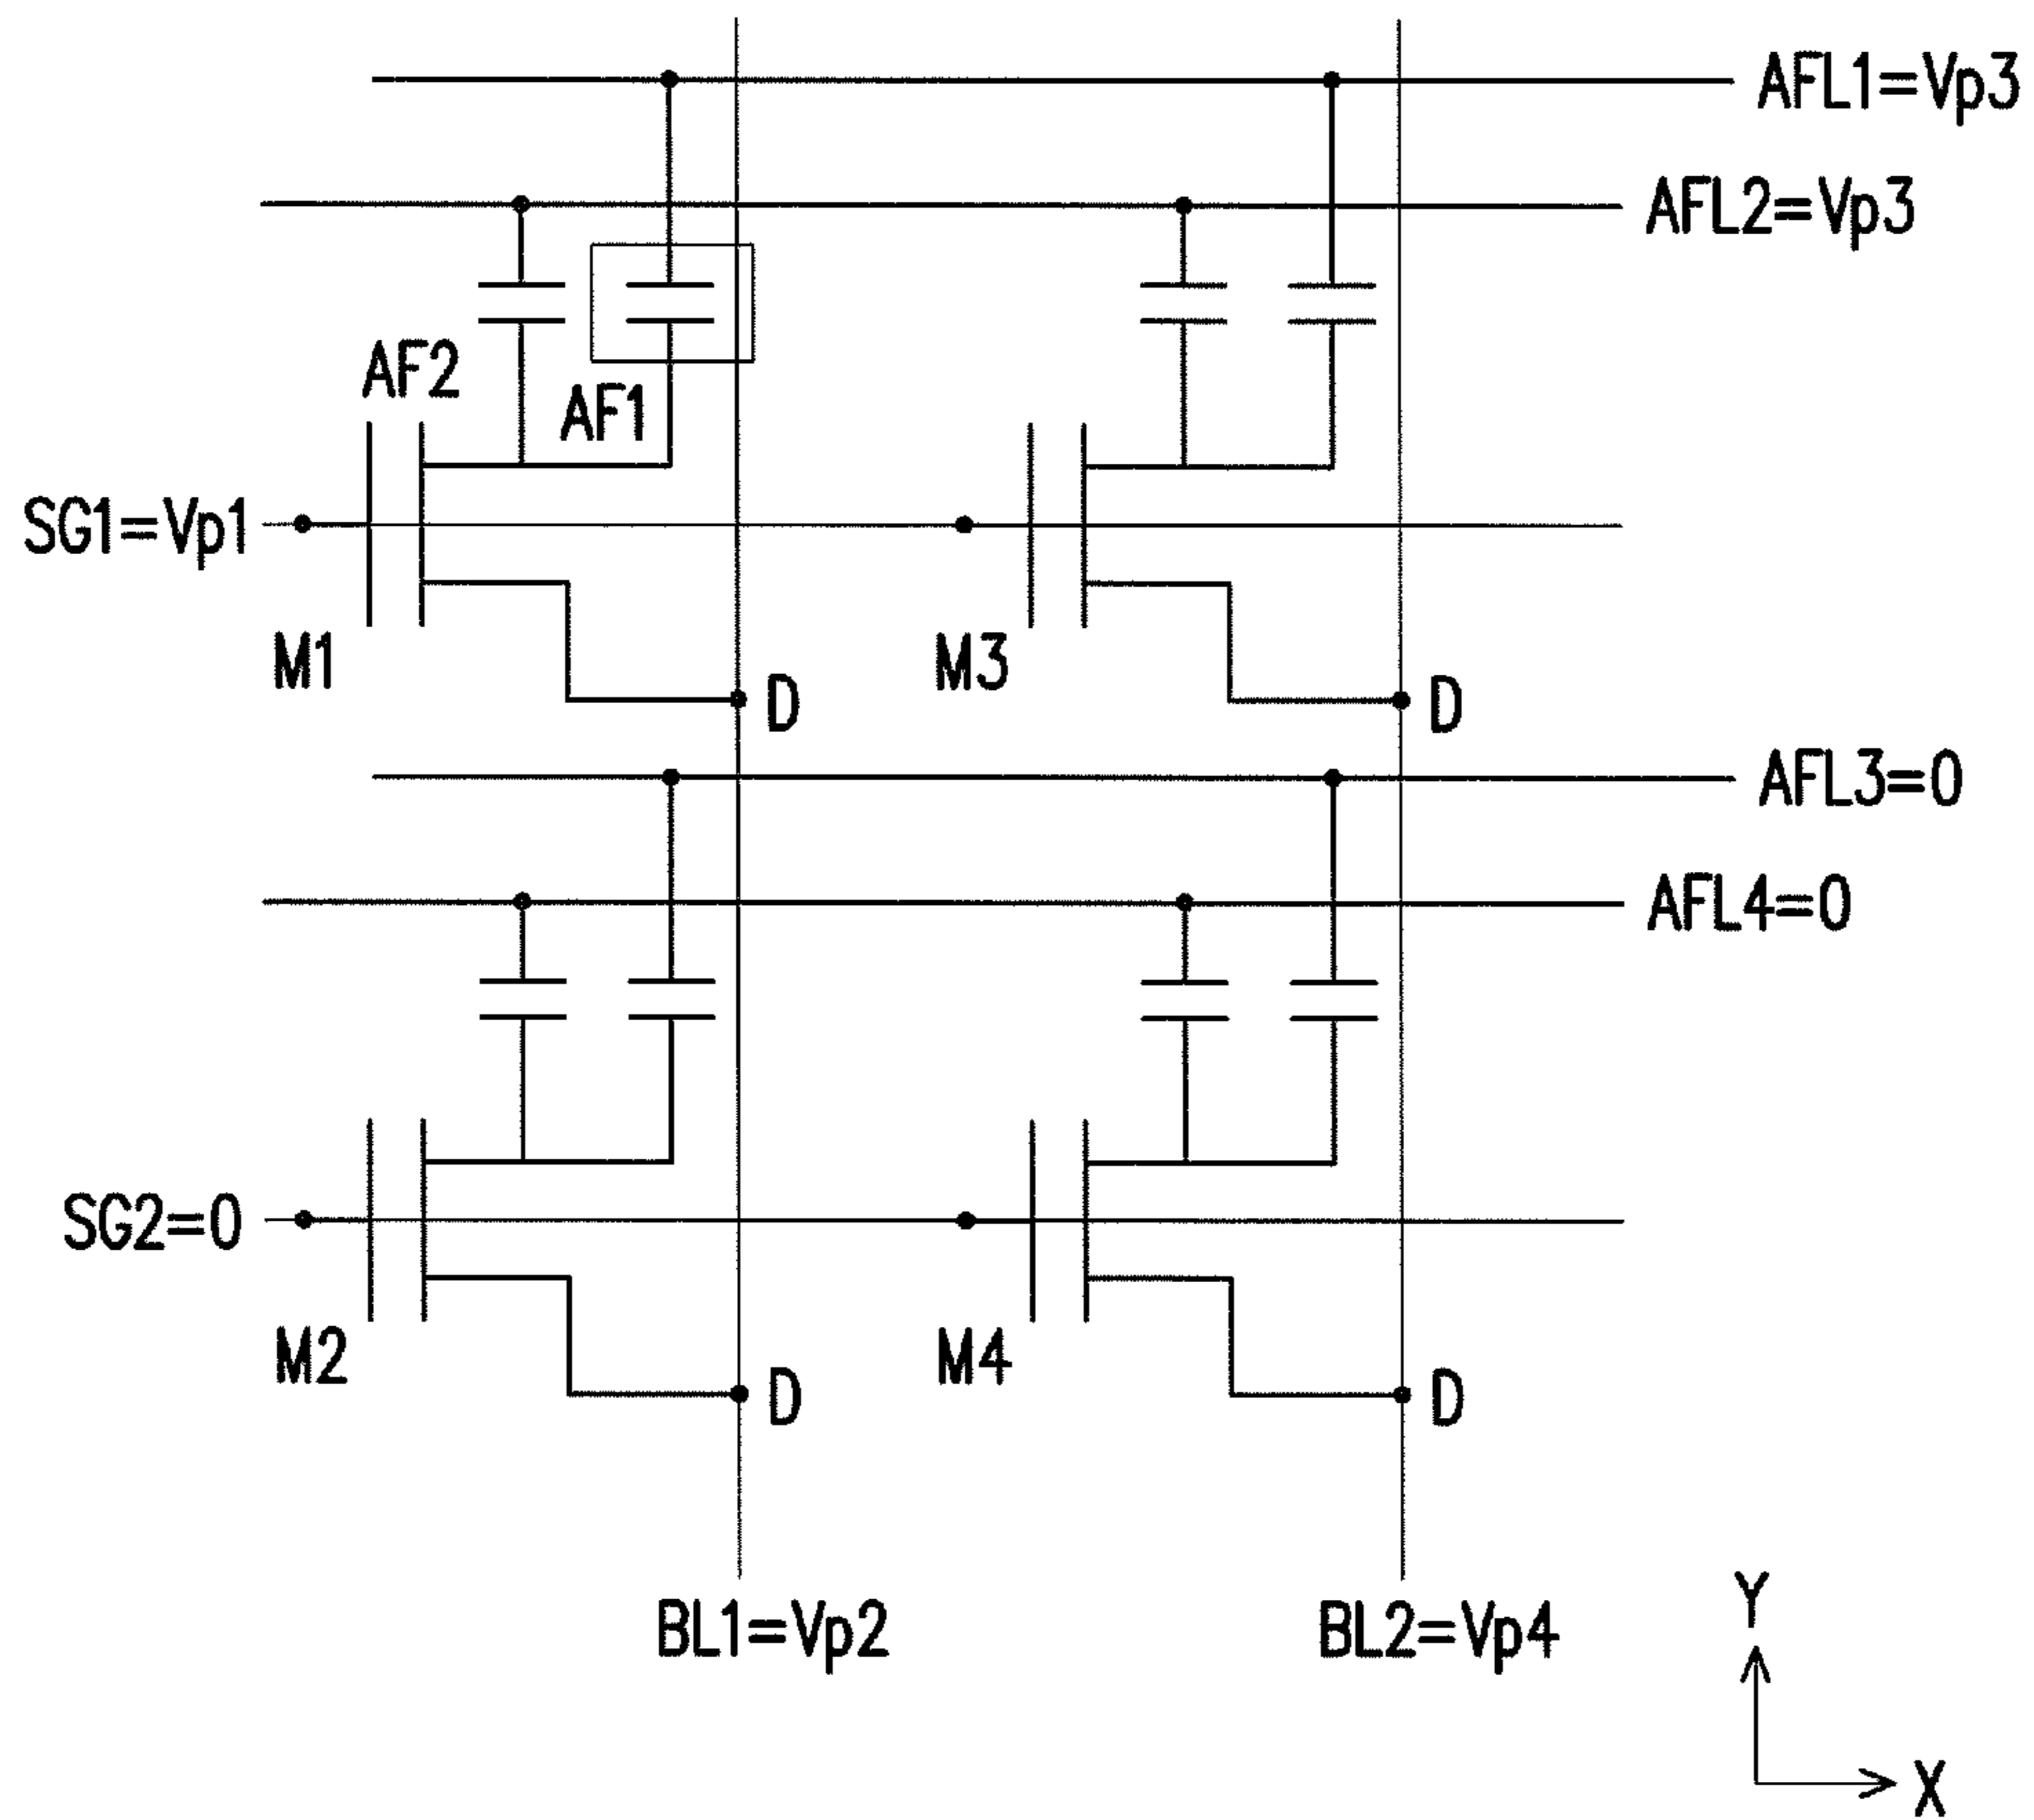 AFL1=Vp3
AFL2=Vp3
AF2
AF1
SG1=Vp1
M1
M3
D
D
AFL3=0
AFL4=0
SG2=0
M2
M4
D
D
BL1=Vp2
BL2=Vp4
Y
X